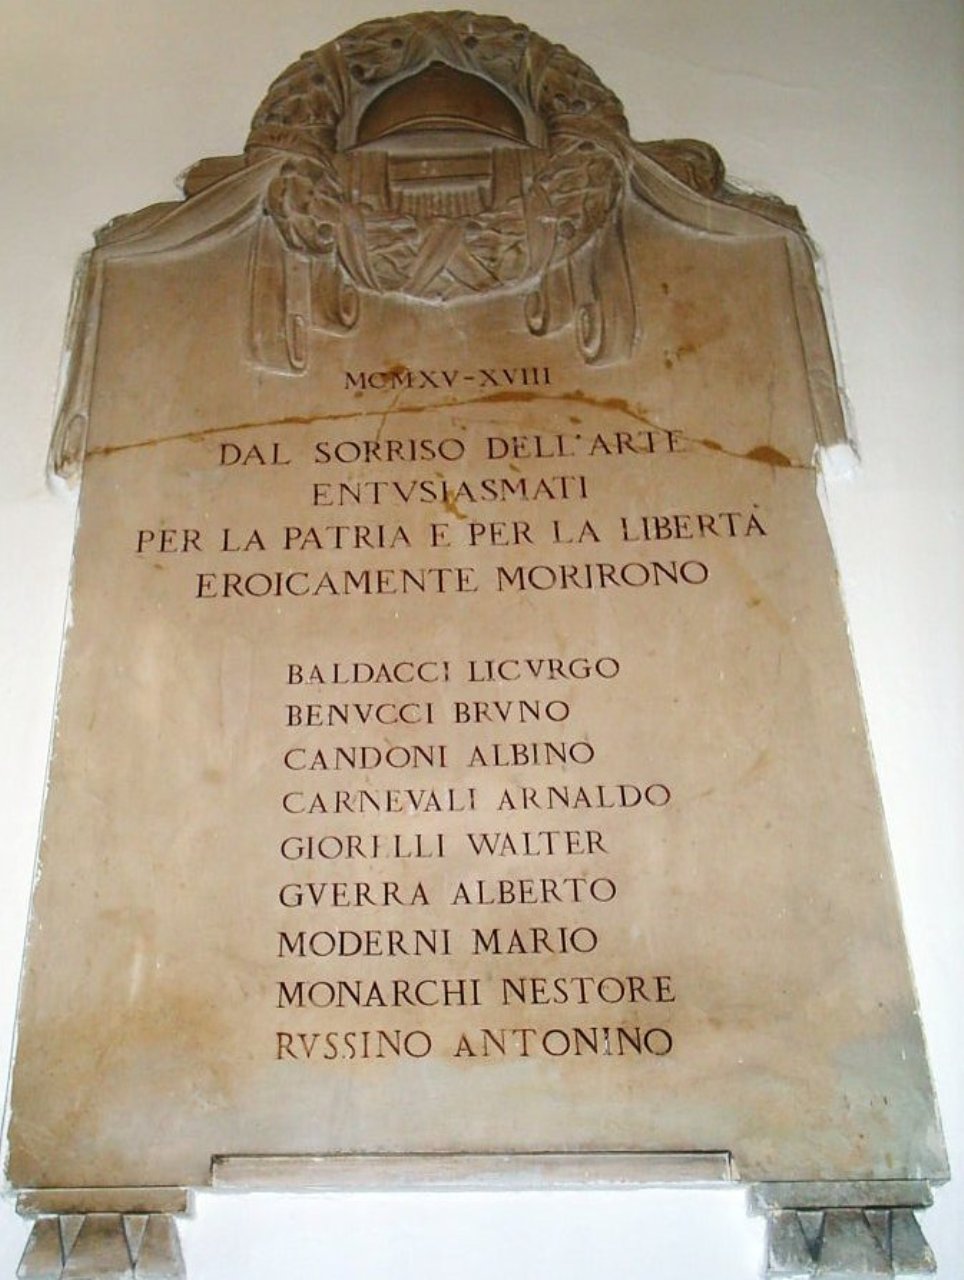 MCMXV-XVIII
DAL SORRISO DELL'ARTE
ENTVSIASMATI
PER LA PATRIA E PER LA LIBERTÀ
EROICAMENTE MORIRONO
BALDACCI LICVRGO
BENVCCI BRVNO
CANDONI ALBINO
CARNEVALI ARNALDO
GIORELLI WALTER
GVERRA ALBERTO
MODERNI MARIO
MONARCHI NESTORE
RVSSINO ANTONINO